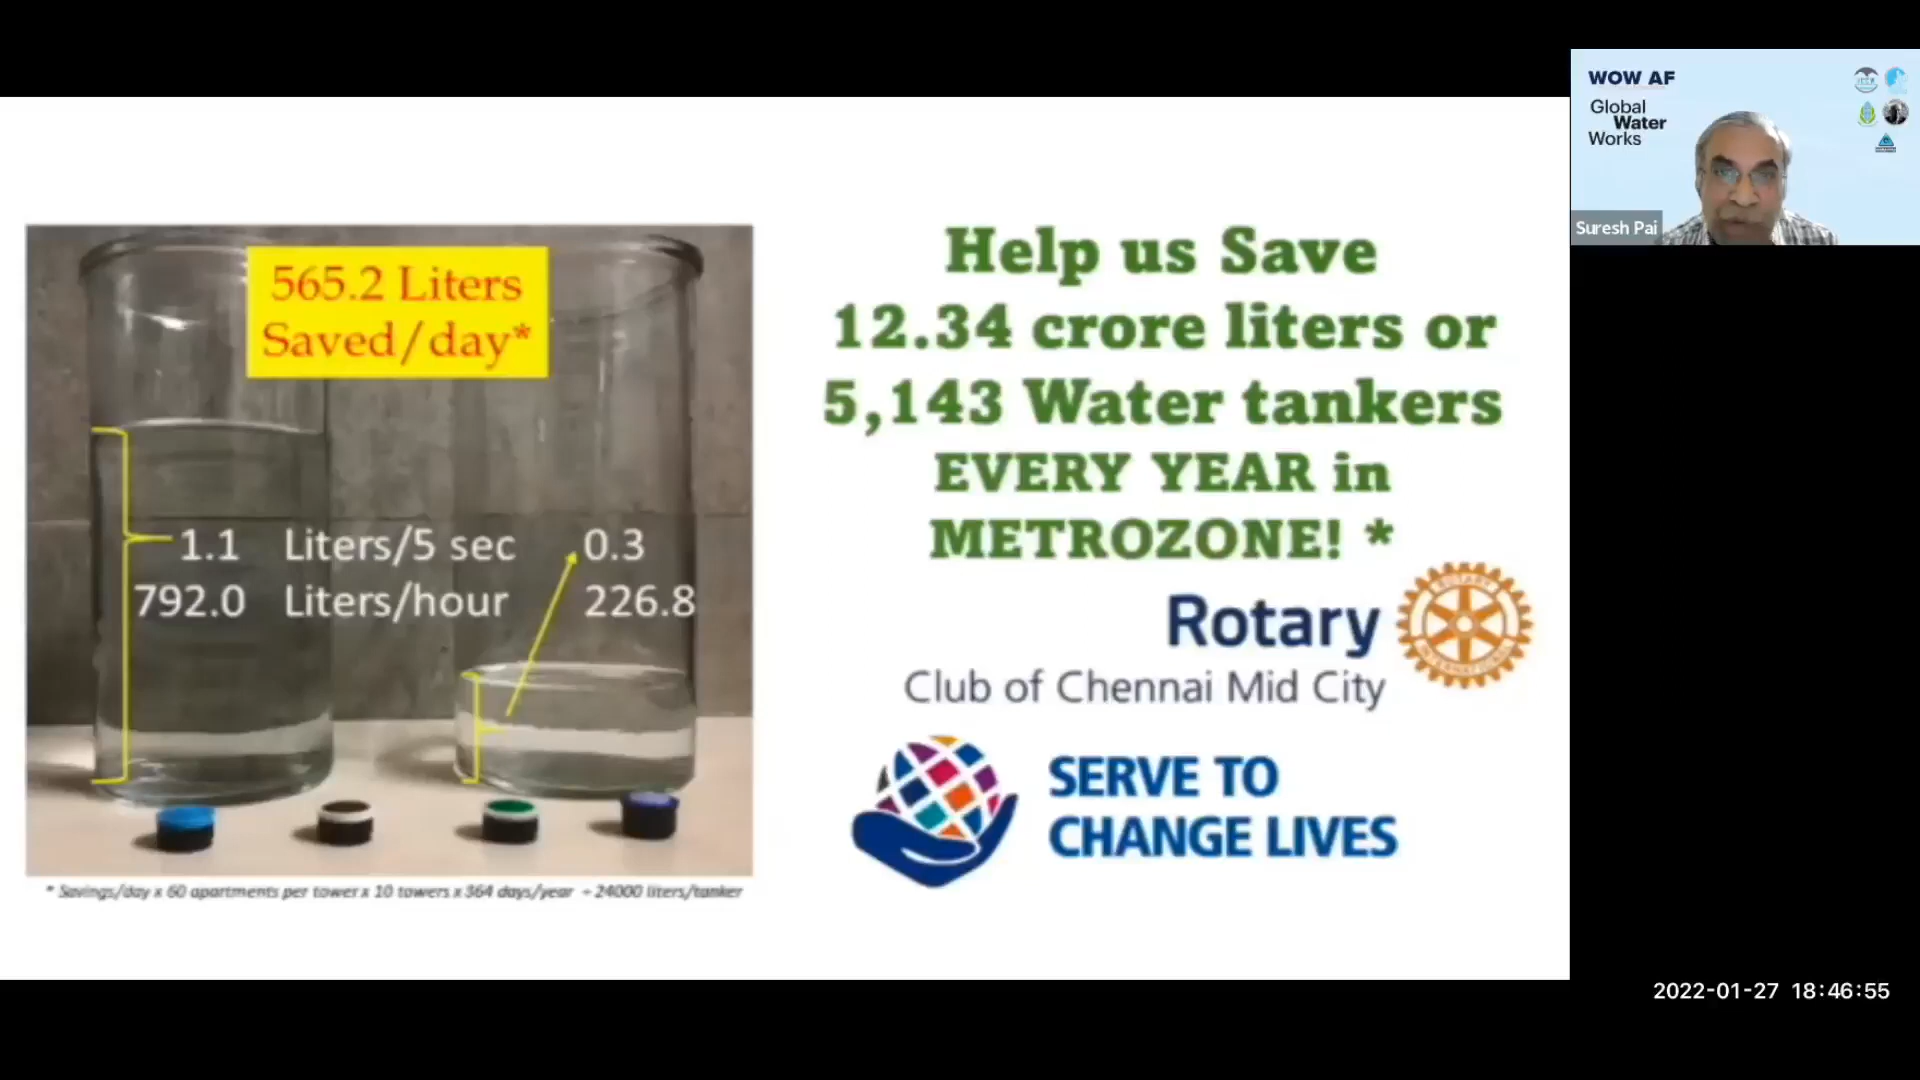 565.2 Liters
Saved/day*
1.1 Liters/5 sec 0.3
792.0 Liters/hour 226.8
* Savings/day x 60 apartments per tower x 10 towers x 364 days/year ÷ 24000 liters/tanker
Help us Save
12.34 crore liters or
5,143 Water tankers
EVERY YEAR in
METROZONE! *
Rotary
Club of Chennai Mid City
ROTARY
INTERNATIONAL
SERVE TO
CHANGE LIVES
WOW AF
Global
Water
Works
Suresh Pai
2022-01-27 18:46:55